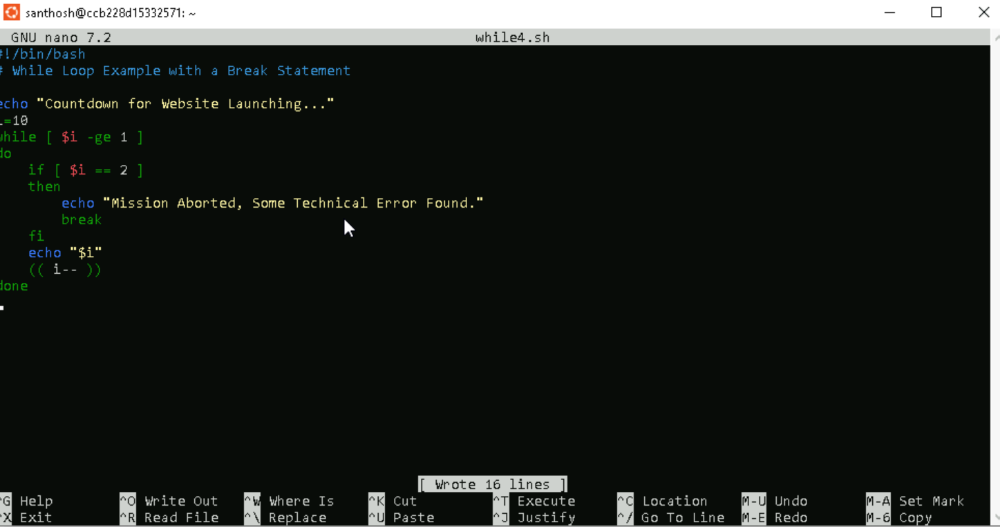 santhosh@ccb228d15332571: ~
GNU nano 7.2 while4.sh
#!/bin/bash
# While Loop Example with a Break Statement
echo "Countdown for Website Launching..."
i=10
while [ $i -ge 1 ]
do
if [ $i == 2 ]
then
echo "Mission Aborted, Some Technical Error Found."
break
fi
echo "$i"
(( i-- ))
done
[ Wrote 16 lines ]
^G Help ^O Write Out ^W Where Is ^K Cut ^T Execute ^C Location M-U Undo M-A Set Mark
^X Exit ^R Read File ^\ Replace ^U Paste ^J Justify ^/ Go To Line M-E Redo M-6 Copy